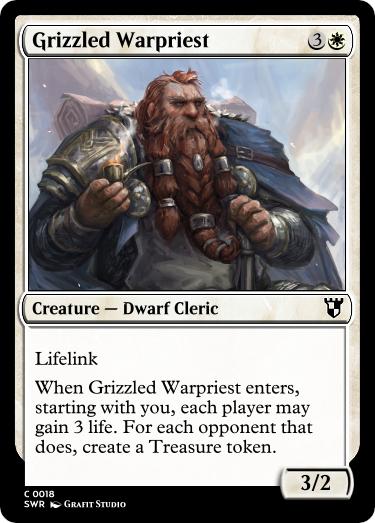 Grizzled Warpriest 3
Creature — Dwarf Cleric
Lifelink
When Grizzled Warpriest enters,
starting with you, each player may
gain 3 life. For each opponent that
does, create a Treasure token.
3/2
C 0018
SWR Grafit Studio